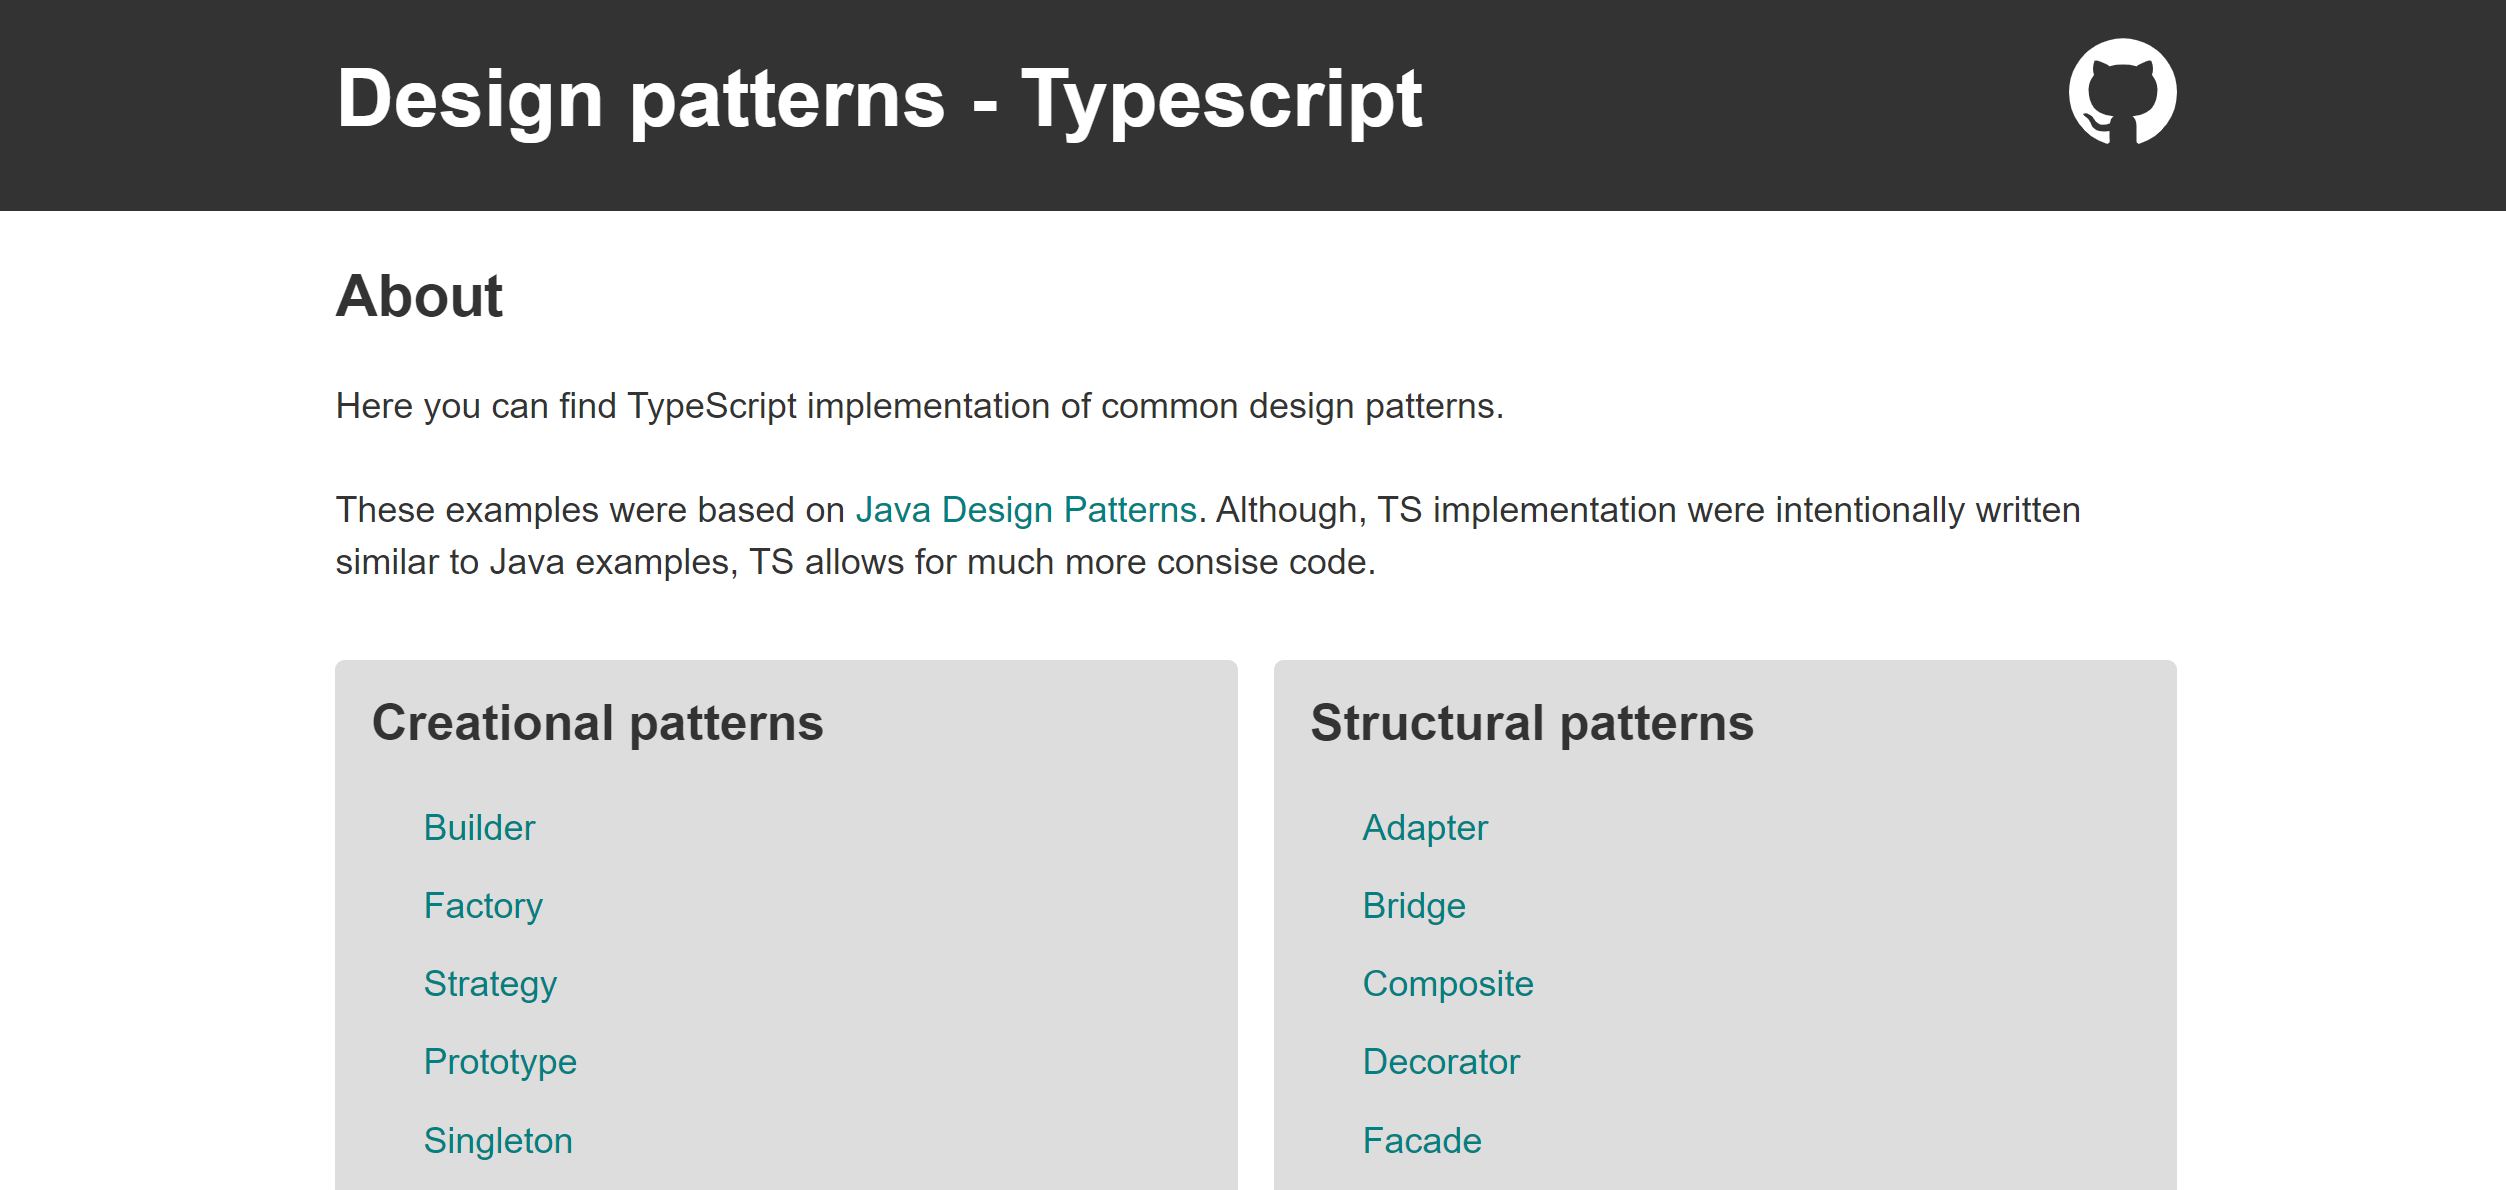 Design patterns - Typescript
About
Here you can find TypeScript implementation of common design patterns.
These examples were based on Java Design Patterns. Although, TS implementation were intentionally written
similar to Java examples, TS allows for much more consise code.
Creational patterns
Builder
Factory
Strategy
Prototype
Singleton
Structural patterns
Adapter
Bridge
Composite
Decorator
Facade